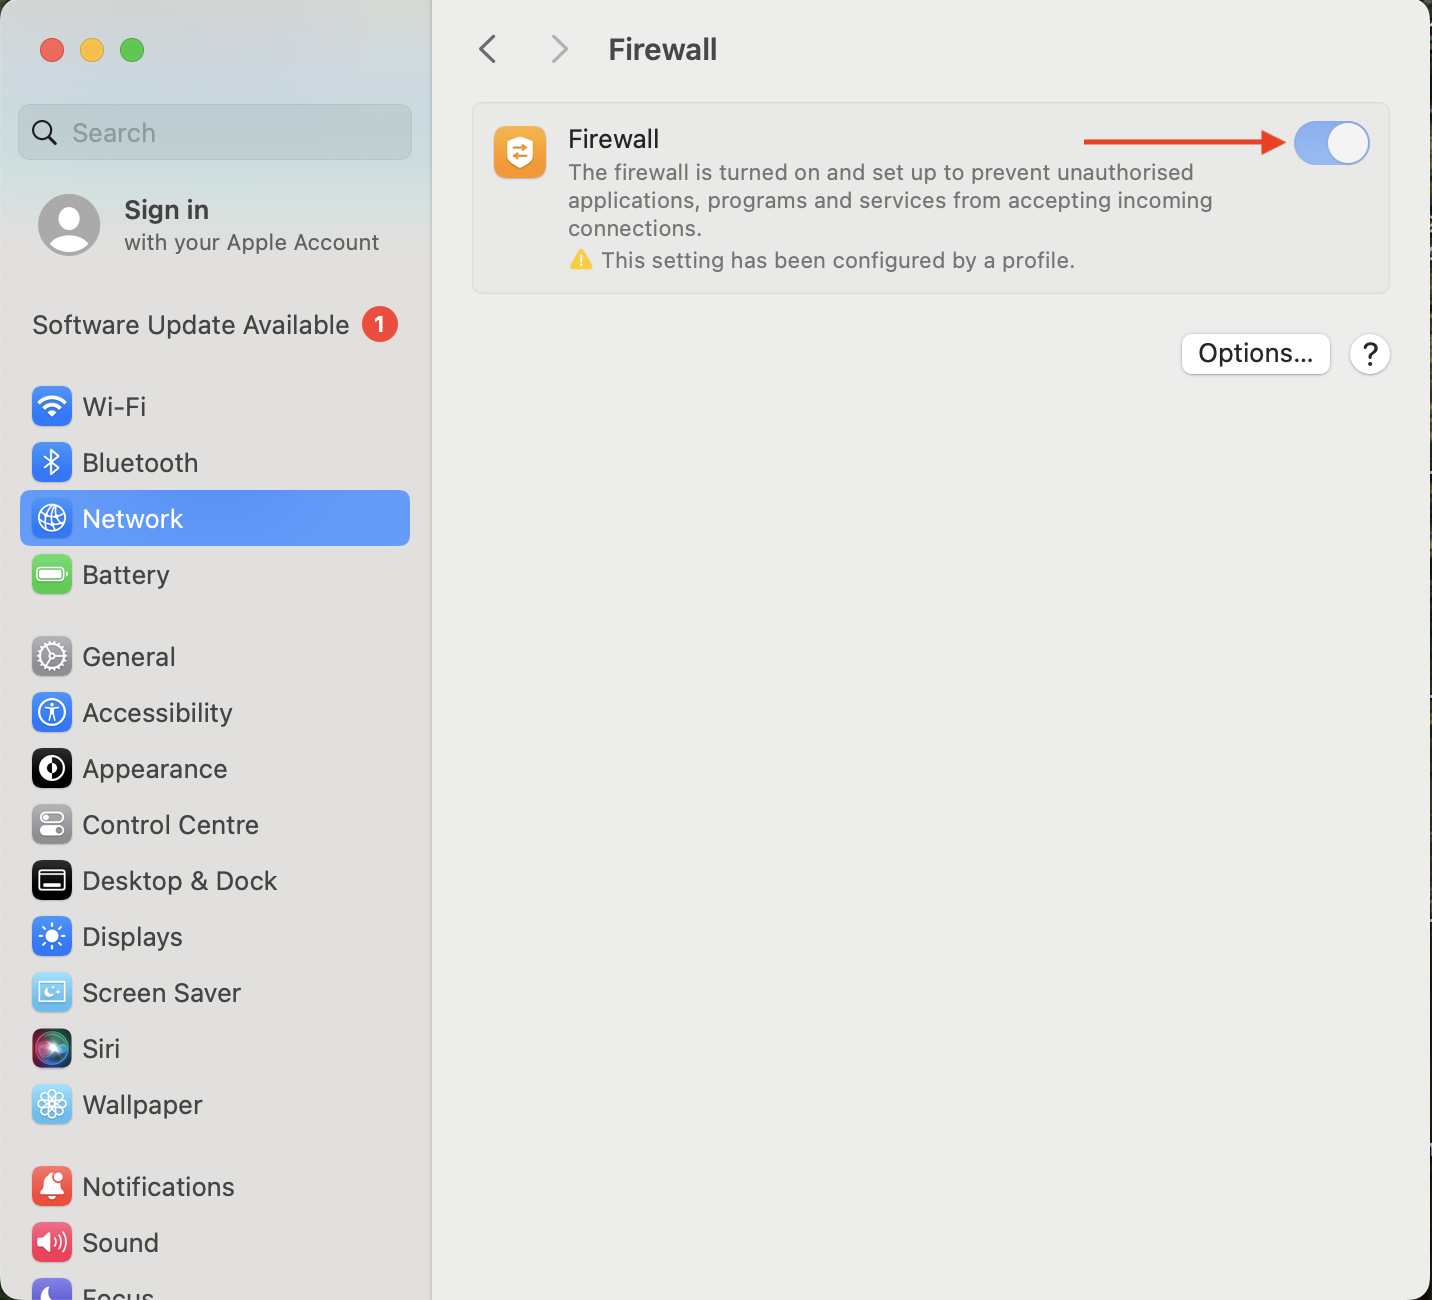 Search
Sign in
with your Apple Account
Software Update Available 1
Wi-Fi
Bluetooth
Network
Battery
General
Accessibility
Appearance
Control Centre
Desktop & Dock
Displays
Screen Saver
Siri
Wallpaper
Notifications
Sound
Focus
Firewall
Firewall
The firewall is turned on and set up to prevent unauthorised
applications, programs and services from accepting incoming
connections.
This setting has been configured by a profile.
Options...
?